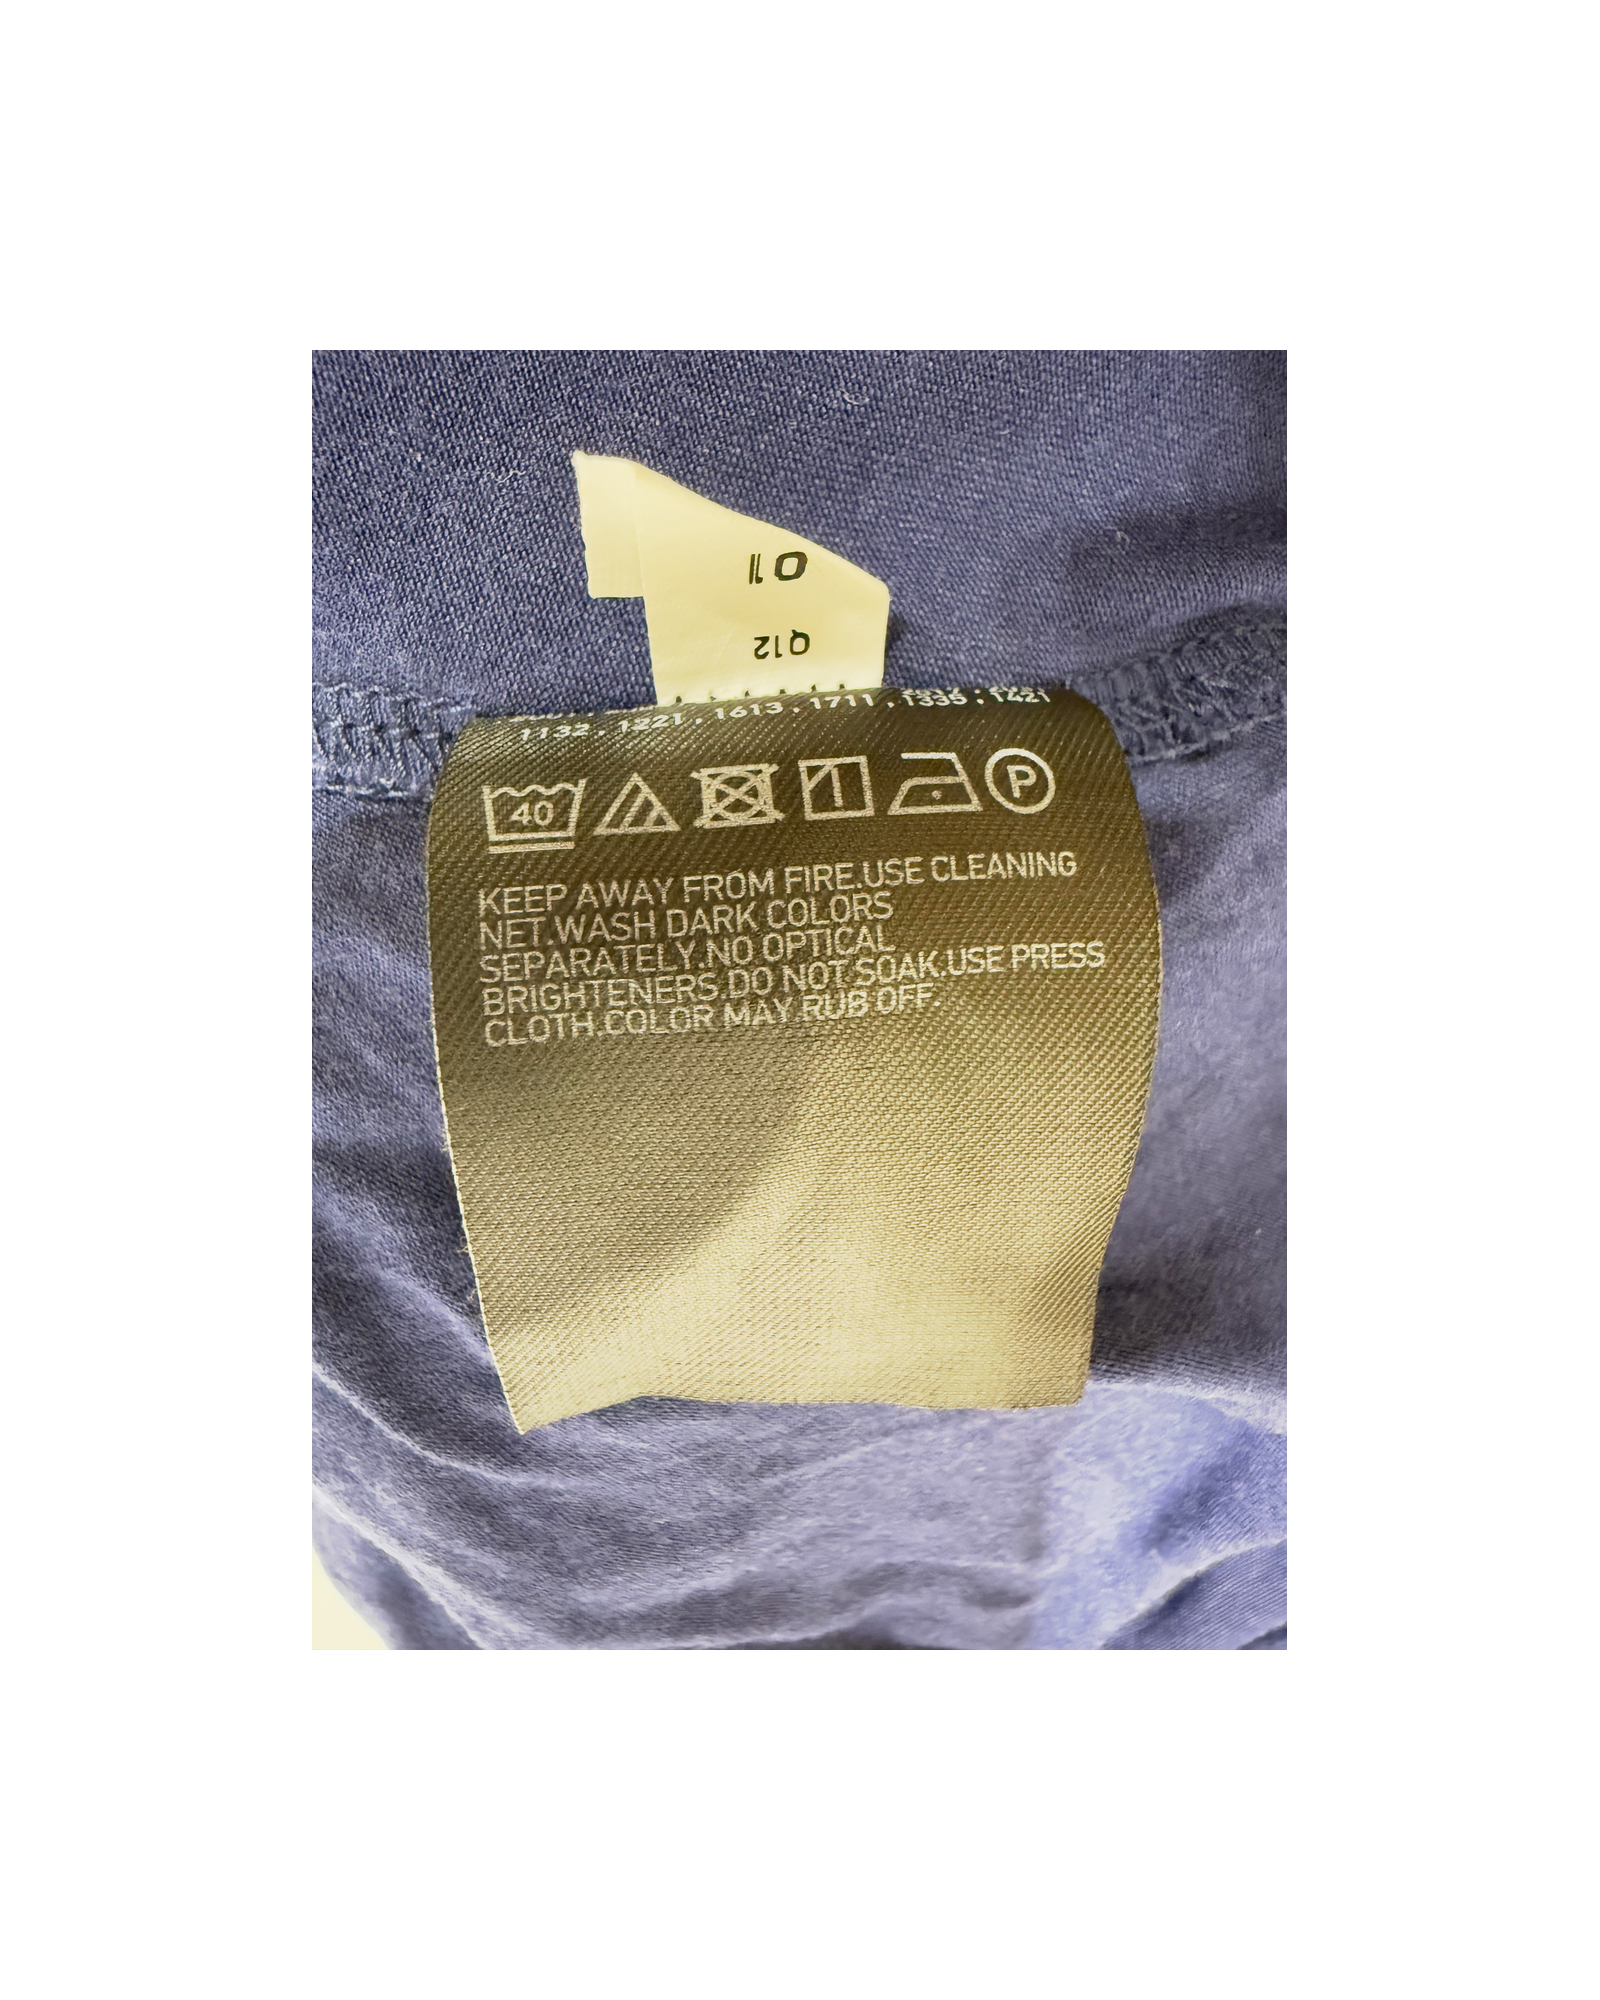 01
Q12
1132 . 1221 . 1613 . 1711 . 1335 . 1421
40 P
KEEP AWAY FROM FIRE.USE CLEANING
NET.WASH DARK COLORS
SEPARATELY.NO OPTICAL
BRIGHTENERS.DO NOT SOAK.USE PRESS
CLOTH.COLOR MAY RUB OFF.